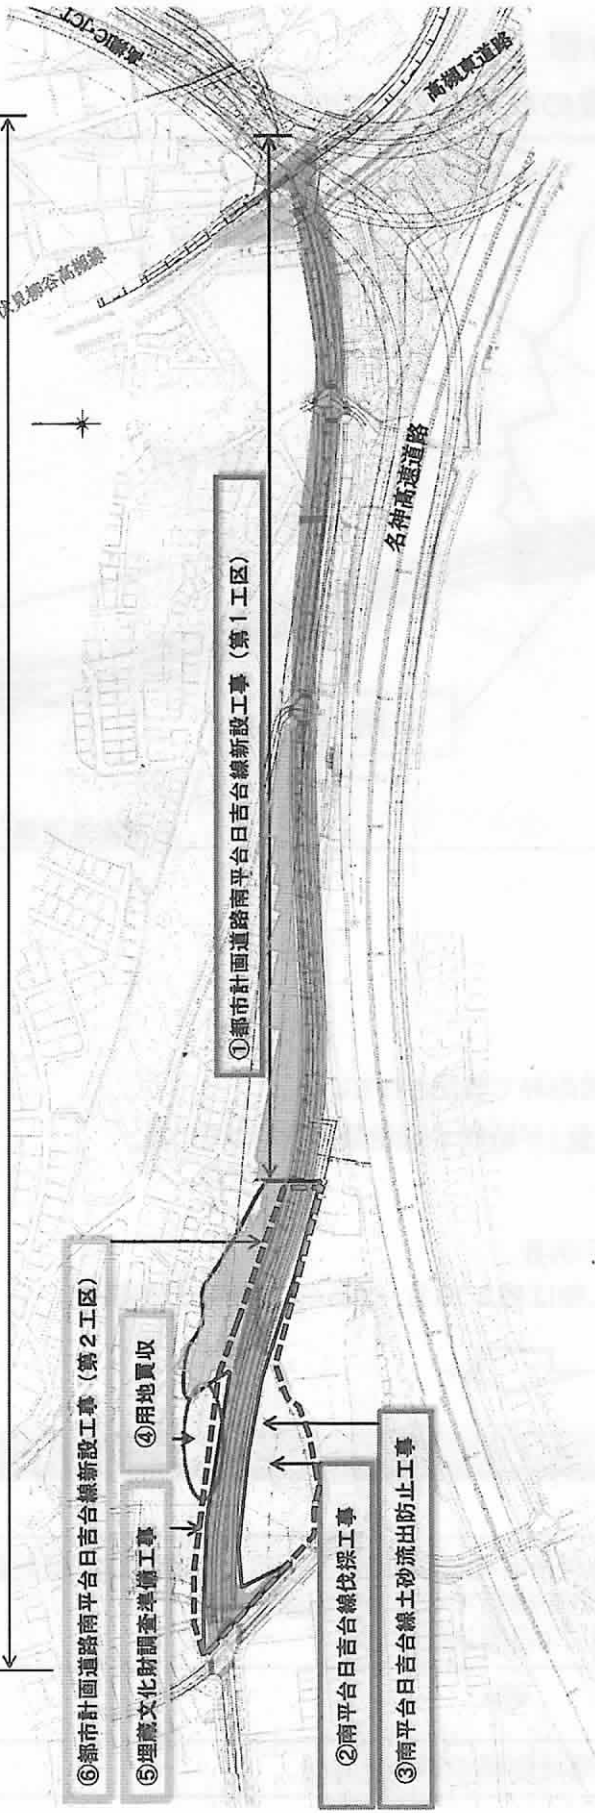 ⑥都市計画道路南平台日吉台線新設工事（第2工区）
⑤埋蔵文化財調査準備工事
④用地買収
①都市計画道路南平台日吉台線新設工事（第1工区）
②南平台日吉台線伐採工事
③南平台日吉台線土砂流出防止工事
名神高速道路
伏見柳谷高槻線
高槻IC・JCT
高槻東道路